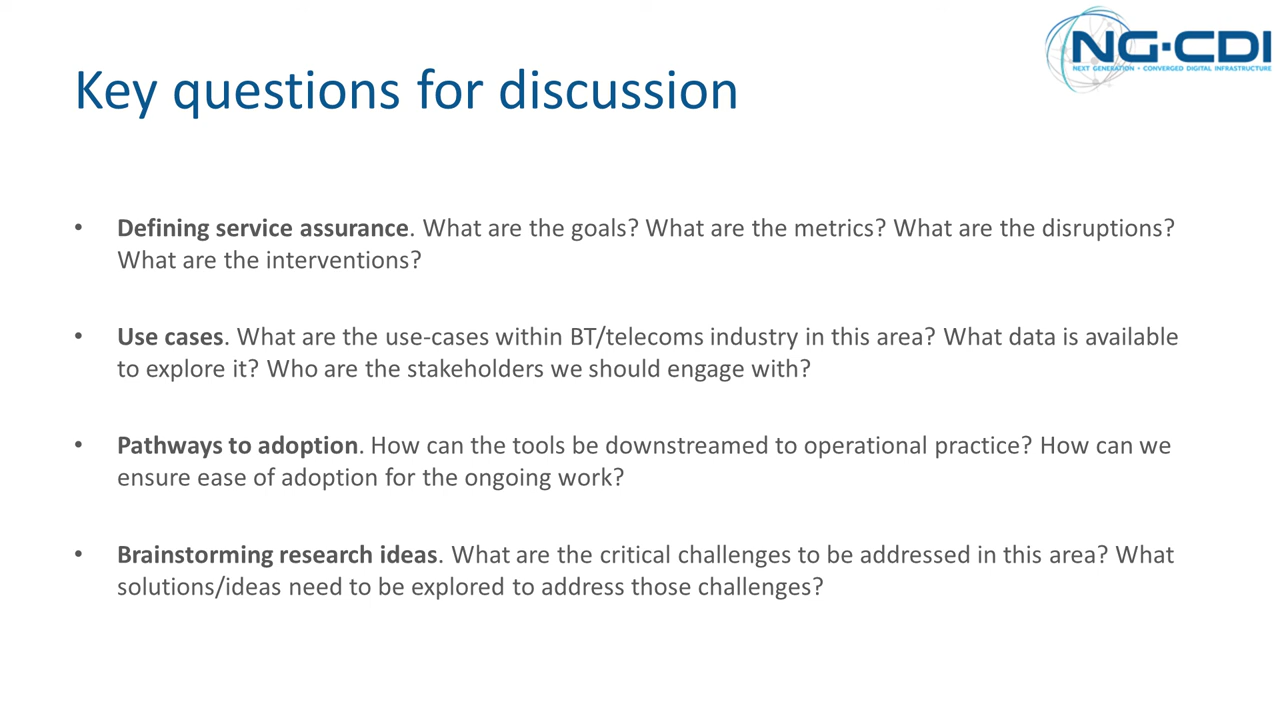 NG·CDI
NEXT GENERATION • CONVERGED DIGITAL INFRASTRUCTURE
Key questions for discussion
• Defining service assurance. What are the goals? What are the metrics? What are the disruptions?
What are the interventions?
• Use cases. What are the use-cases within BT/telecoms industry in this area? What data is available
to explore it? Who are the stakeholders we should engage with?
• Pathways to adoption. How can the tools be downstreamed to operational practice? How can we
ensure ease of adoption for the ongoing work?
• Brainstorming research ideas. What are the critical challenges to be addressed in this area? What
solutions/ideas need to be explored to address those challenges?